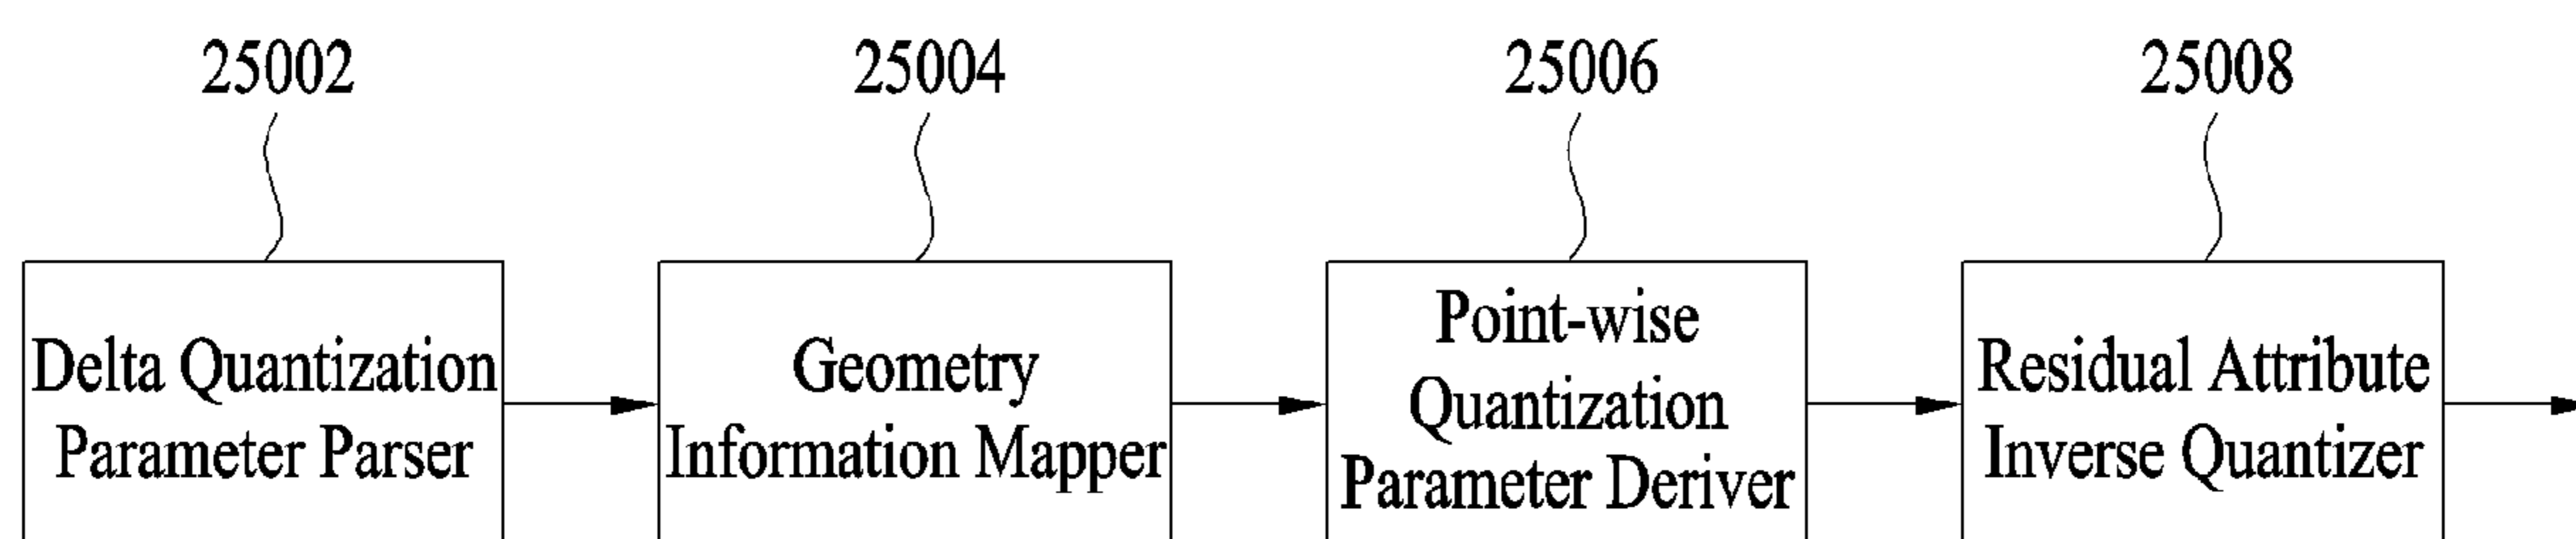 25002
25004
25006
25008
Delta Quantization
Parameter Parser
Geometry
Information Mapper
Point-wise
Quantization
Parameter Deriver
Residual Attribute
Inverse Quantizer